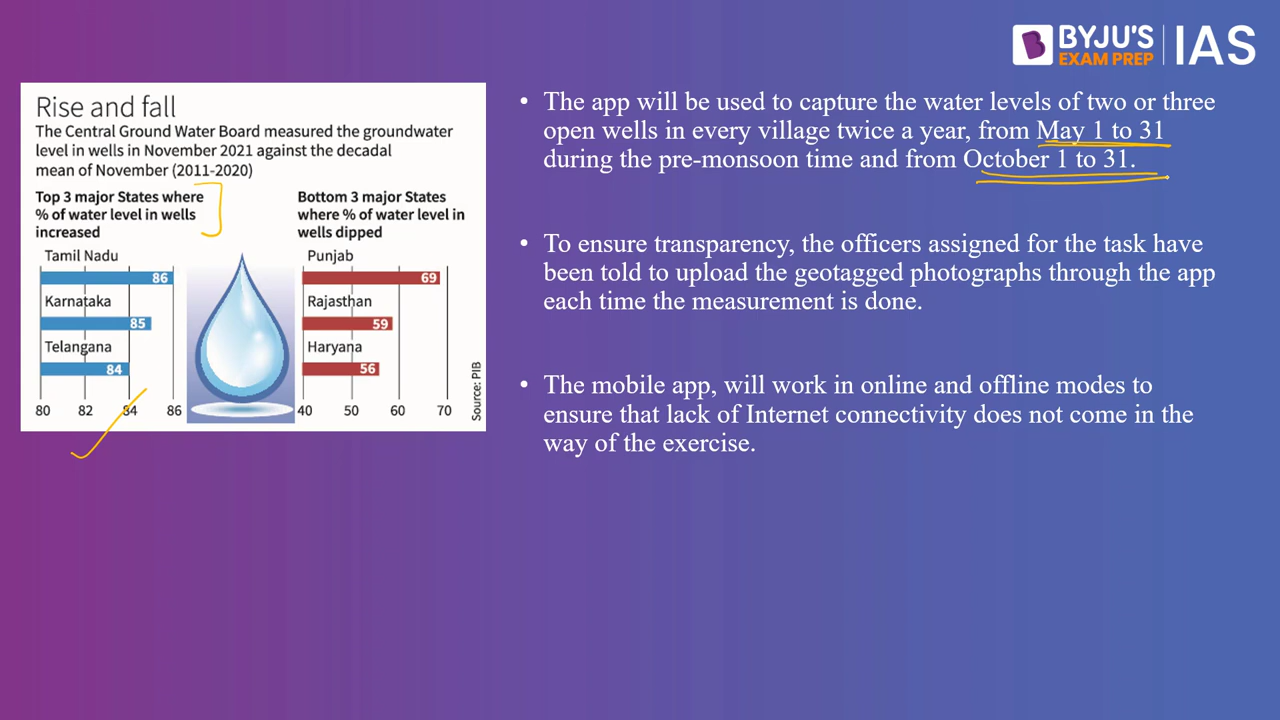 BYJU'S
EXAM PREP
IAS
Rise and fall
The Central Ground Water Board measured the groundwater
level in wells in November 2021 against the decadal
mean of November (2011-2020)
Top 3 major States where
% of water level in wells
increased
Tamil Nadu
86
Karnataka
85
Telangana
84
80 82 84 86
Bottom 3 major States
where % of water level in
wells dipped
Punjab
69
Rajasthan
59
Haryana
56
40 50 60 70
Source: PIB
• The app will be used to capture the water levels of two or three
open wells in every village twice a year, from May 1 to 31
during the pre-monsoon time and from October 1 to 31.
• To ensure transparency, the officers assigned for the task have
been told to upload the geotagged photographs through the app
each time the measurement is done.
• The mobile app, will work in online and offline modes to
ensure that lack of Internet connectivity does not come in the
way of the exercise.